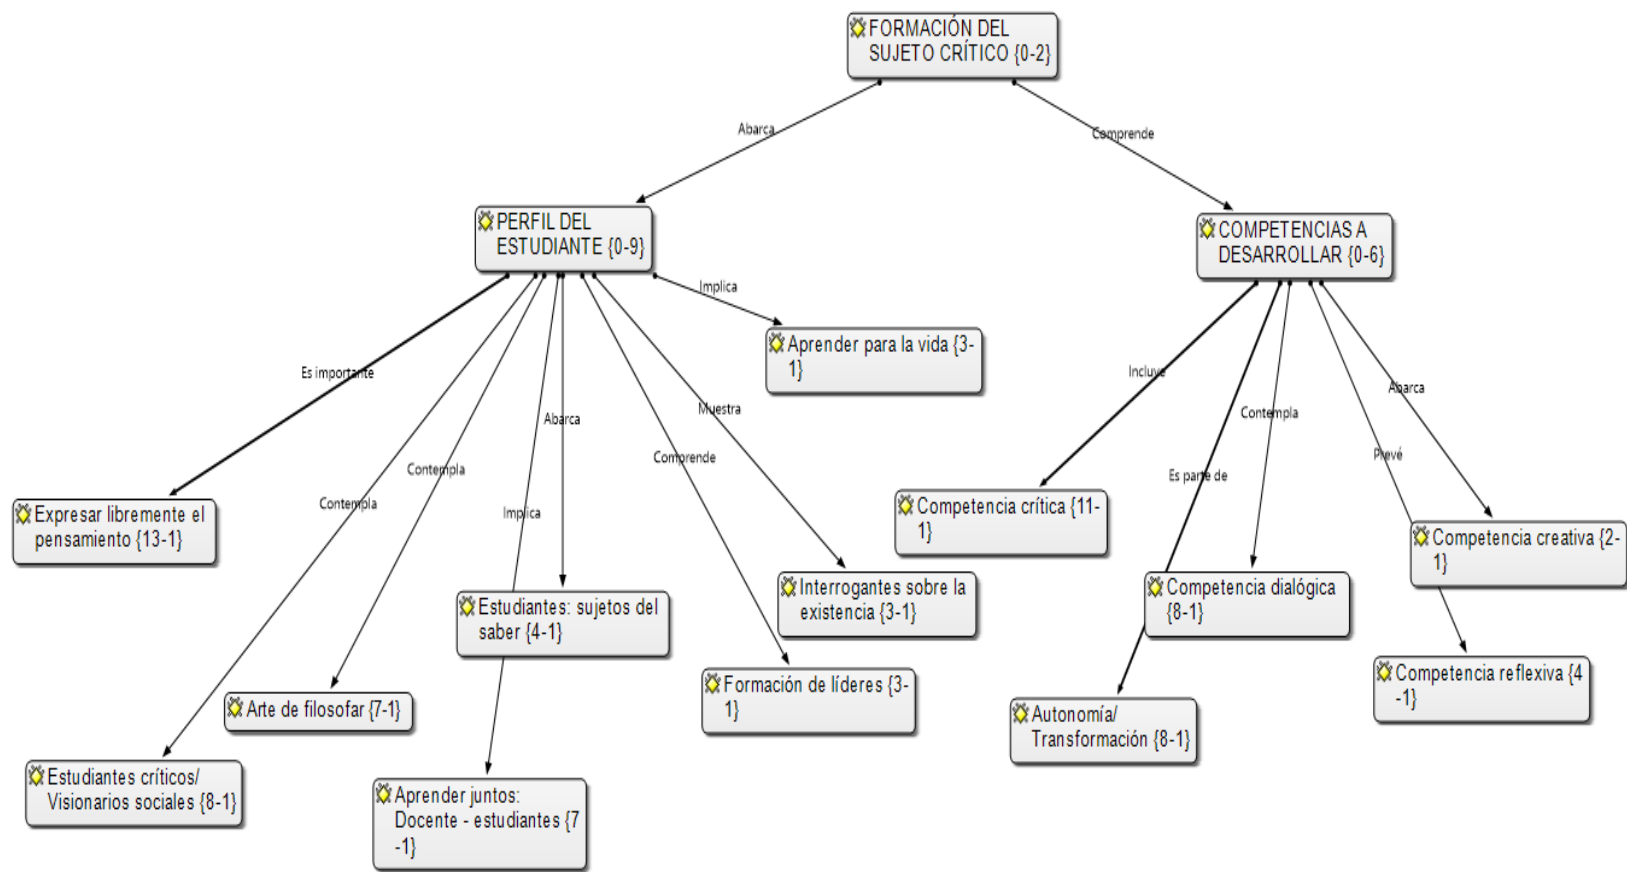 FORMACIÓN DEL
SUJETO CRÍTICO {0-2}
Abarca
Comprende
PERFIL DEL
ESTUDIANTE {0-9}
COMPETENCIAS A
DESARROLLAR {0-6}
Implica
Aprender para la vida {3-
1}
Es importante
Contempla
Contempla
Implica
Abarca
Comprende
Muestra
Incluye
Es parte de
Contempla
Prevé
Abarca
Expresar libremente el
pensamiento {13-1}
Competencia crítica {11-
1}
Competencia creativa {2-
1}
Estudiantes: sujetos del
saber {4-1}
Interrogantes sobre la
existencia {3-1}
Competencia dialógica
{8-1}
Arte de filosofar {7-1}
Formación de líderes {3-
1}
Autonomía/
Transformación {8-1}
Competencia reflexiva {4
-1}
Estudiantes críticos/
Visionarios sociales {8-1}
Aprender juntos:
Docente - estudiantes {7
-1}